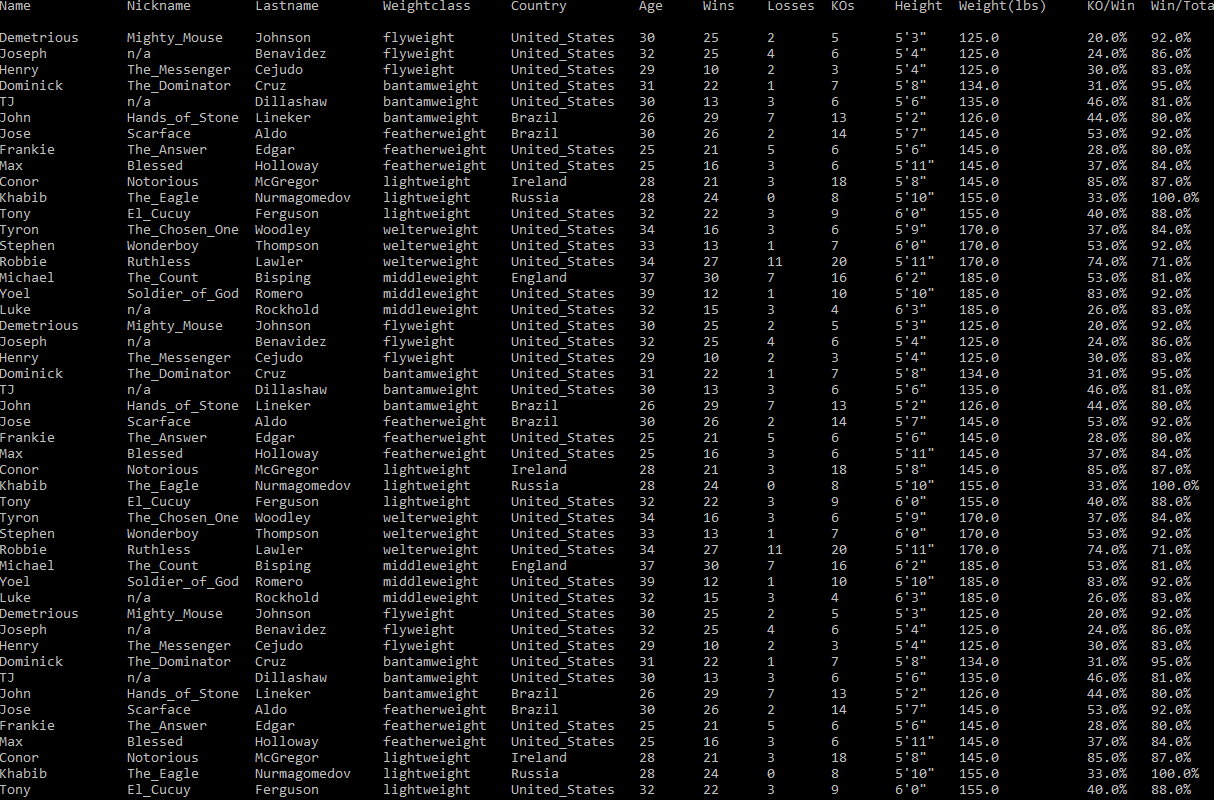 Name Nickname Lastname Weightclass Country Age Wins Losses KOs Height Weight(lbs) KO/Win Win/Tota
Demetrious Mighty_Mouse Johnson flyweight United_States 30 25 2 5 5'3" 125.0 20.0% 92.0%
Joseph n/a Benavidez flyweight United_States 32 25 4 6 5'4" 125.0 24.0% 86.0%
Henry The_Messenger Cejudo flyweight United_States 29 10 2 3 5'4" 125.0 30.0% 83.0%
Dominick The_Dominator Cruz bantamweight United_States 31 22 1 7 5'8" 134.0 31.0% 95.0%
TJ n/a Dillashaw bantamweight United_States 30 13 3 6 5'6" 135.0 46.0% 81.0%
John Hands_of_Stone Lineker bantamweight Brazil 26 29 7 13 5'2" 126.0 44.0% 80.0%
Jose Scarface Aldo featherweight Brazil 30 26 2 14 5'7" 145.0 53.0% 92.0%
Frankie The_Answer Edgar featherweight United_States 25 21 5 6 5'6" 145.0 28.0% 80.0%
Max Blessed Holloway featherweight United_States 25 16 3 6 5'11" 145.0 37.0% 84.0%
Conor Notorious McGregor lightweight Ireland 28 21 3 18 5'8" 145.0 85.0% 87.0%
Khabib The_Eagle Nurmagomedov lightweight Russia 28 24 0 8 5'10" 155.0 33.0% 100.0%
Tony El_Cucuy Ferguson lightweight United_States 32 22 3 9 6'0" 155.0 40.0% 88.0%
Tyron The_Chosen_One Woodley welterweight United_States 34 16 3 6 5'9" 170.0 37.0% 84.0%
Stephen Wonderboy Thompson welterweight United_States 33 13 1 7 6'0" 170.0 53.0% 92.0%
Robbie Ruthless Lawler welterweight United_States 34 27 11 20 5'11" 170.0 74.0% 71.0%
Michael The_Count Bisping middleweight England 37 30 7 16 6'2" 185.0 53.0% 81.0%
Yoel Soldier_of_God Romero middleweight United_States 39 12 1 10 5'10" 185.0 83.0% 92.0%
Luke n/a Rockhold middleweight United_States 32 15 3 4 6'3" 185.0 26.0% 83.0%
Demetrious Mighty_Mouse Johnson flyweight United_States 30 25 2 5 5'3" 125.0 20.0% 92.0%
Joseph n/a Benavidez flyweight United_States 32 25 4 6 5'4" 125.0 24.0% 86.0%
Henry The_Messenger Cejudo flyweight United_States 29 10 2 3 5'4" 125.0 30.0% 83.0%
Dominick The_Dominator Cruz bantamweight United_States 31 22 1 7 5'8" 134.0 31.0% 95.0%
TJ n/a Dillashaw bantamweight United_States 30 13 3 6 5'6" 135.0 46.0% 81.0%
John Hands_of_Stone Lineker bantamweight Brazil 26 29 7 13 5'2" 126.0 44.0% 80.0%
Jose Scarface Aldo featherweight Brazil 30 26 2 14 5'7" 145.0 53.0% 92.0%
Frankie The_Answer Edgar featherweight United_States 25 21 5 6 5'6" 145.0 28.0% 80.0%
Max Blessed Holloway featherweight United_States 25 16 3 6 5'11" 145.0 37.0% 84.0%
Conor Notorious McGregor lightweight Ireland 28 21 3 18 5'8" 145.0 85.0% 87.0%
Khabib The_Eagle Nurmagomedov lightweight Russia 28 24 0 8 5'10" 155.0 33.0% 100.0%
Tony El_Cucuy Ferguson lightweight United_States 32 22 3 9 6'0" 155.0 40.0% 88.0%
Tyron The_Chosen_One Woodley welterweight United_States 34 16 3 6 5'9" 170.0 37.0% 84.0%
Stephen Wonderboy Thompson welterweight United_States 33 13 1 7 6'0" 170.0 53.0% 92.0%
Robbie Ruthless Lawler welterweight United_States 34 27 11 20 5'11" 170.0 74.0% 71.0%
Michael The_Count Bisping middleweight England 37 30 7 16 6'2" 185.0 53.0% 81.0%
Yoel Soldier_of_God Romero middleweight United_States 39 12 1 10 5'10" 185.0 83.0% 92.0%
Luke n/a Rockhold middleweight United_States 32 15 3 4 6'3" 185.0 26.0% 83.0%
Demetrious Mighty_Mouse Johnson flyweight United_States 30 25 2 5 5'3" 125.0 20.0% 92.0%
Joseph n/a Benavidez flyweight United_States 32 25 4 6 5'4" 125.0 24.0% 86.0%
Henry The_Messenger Cejudo flyweight United_States 29 10 2 3 5'4" 125.0 30.0% 83.0%
Dominick The_Dominator Cruz bantamweight United_States 31 22 1 7 5'8" 134.0 31.0% 95.0%
TJ n/a Dillashaw bantamweight United_States 30 13 3 6 5'6" 135.0 46.0% 81.0%
John Hands_of_Stone Lineker bantamweight Brazil 26 29 7 13 5'2" 126.0 44.0% 80.0%
Jose Scarface Aldo featherweight Brazil 30 26 2 14 5'7" 145.0 53.0% 92.0%
Frankie The_Answer Edgar featherweight United_States 25 21 5 6 5'6" 145.0 28.0% 80.0%
Max Blessed Holloway featherweight United_States 25 16 3 6 5'11" 145.0 37.0% 84.0%
Conor Notorious McGregor lightweight Ireland 28 21 3 18 5'8" 145.0 85.0% 87.0%
Khabib The_Eagle Nurmagomedov lightweight Russia 28 24 0 8 5'10" 155.0 33.0% 100.0%
Tony El_Cucuy Ferguson lightweight United_States 32 22 3 9 6'0" 155.0 40.0% 88.0%